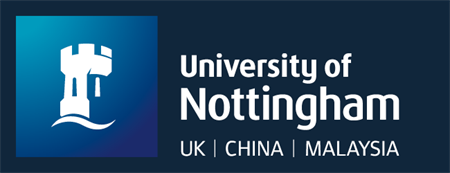 University of
Nottingham
UK | CHINA | MALAYSIA